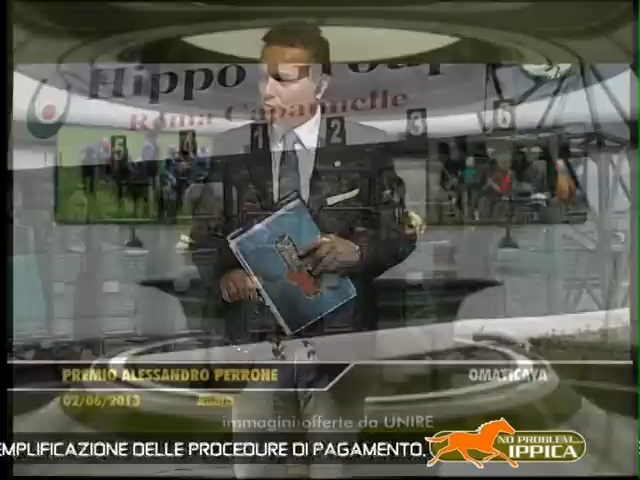 Hippo Group
Roma Capannelle
5 4 1 2 3 6
PREMIO ALESSANDRO PERRONE
OMATICAYA
02/06/2013
immagini offerte da UNIRE
EMPLIFICAZIONE DELLE PROCEDURE DI PAGAMENTO.
NO PROBLEM...
IPPICA